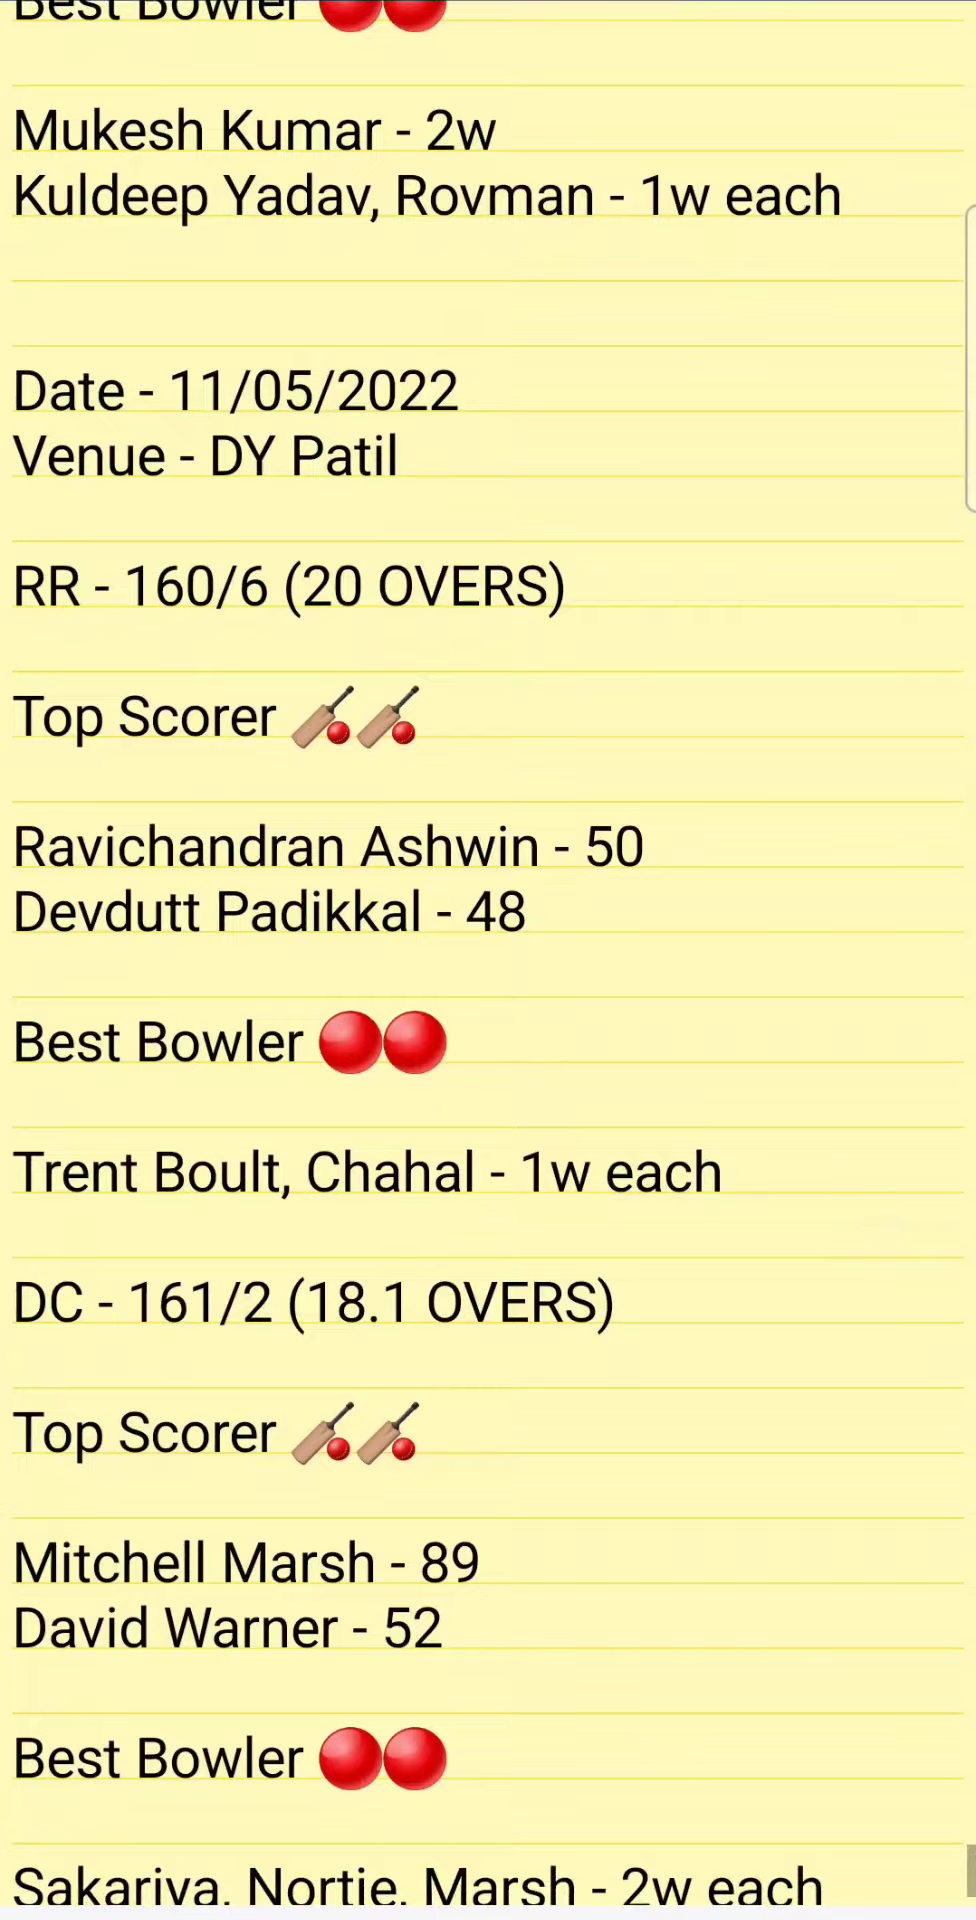 Best Bowler 🔴🔴
Mukesh Kumar - 2w
Kuldeep Yadav, Rovman - 1w each
Date - 11/05/2022
Venue - DY Patil
RR - 160/6 (20 OVERS)
Top Scorer 🏏🏏
Ravichandran Ashwin - 50
Devdutt Padikkal - 48
Best Bowler 🔴🔴
Trent Boult, Chahal - 1w each
DC - 161/2 (18.1 OVERS)
Top Scorer 🏏🏏
Mitchell Marsh - 89
David Warner - 52
Best Bowler 🔴🔴
Sakariya, Nortje, Marsh - 2w each